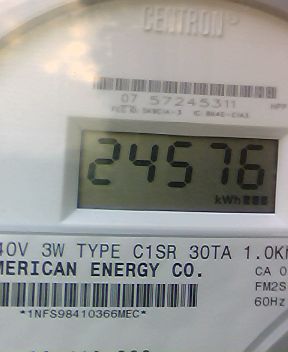 CENTRON
07 57245311
24576
kWh
40V 3W TYPE C1SR 30TA 1.0K
MERICAN ENERGY CO.
CA 0
FM2S
60Hz
*1NFS98410366MEC*